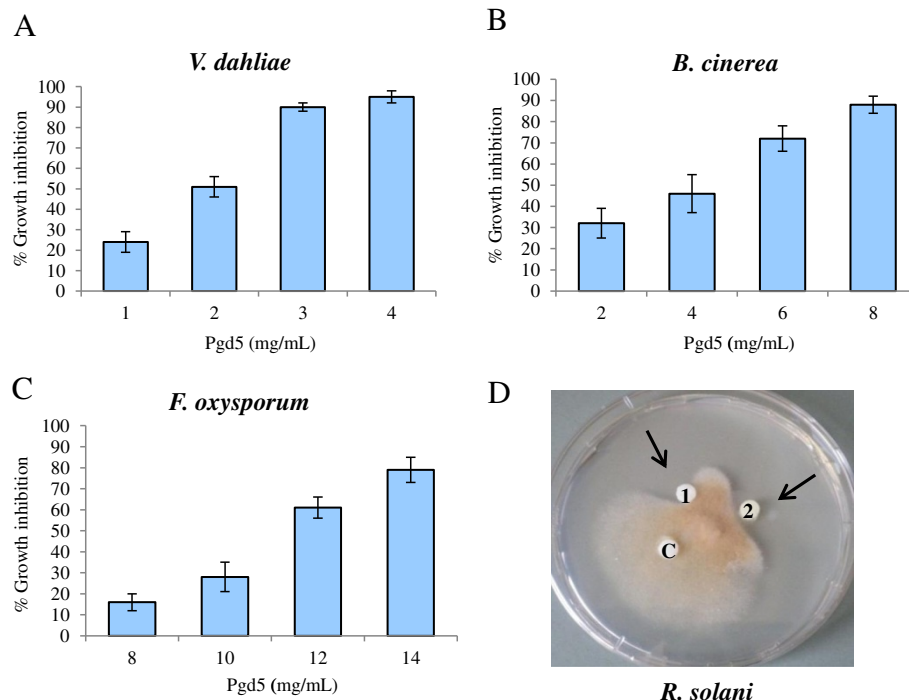 A
V. dahliae
% Growth inhibition
100
90
80
70
60
50
40
30
20
10
0
1 2 3 4
Pgd5 (mg/mL)
B
B. cinerea
% Growth inhibition
100
90
80
70
60
50
40
30
20
10
0
2 4 6 8
Pgd5 (mg/mL)
C
F. oxysporum
% Growth inhibition
100
90
80
70
60
50
40
30
20
10
0
8 10 12 14
Pgd5 (mg/mL)
D
1
2
C
R. solani